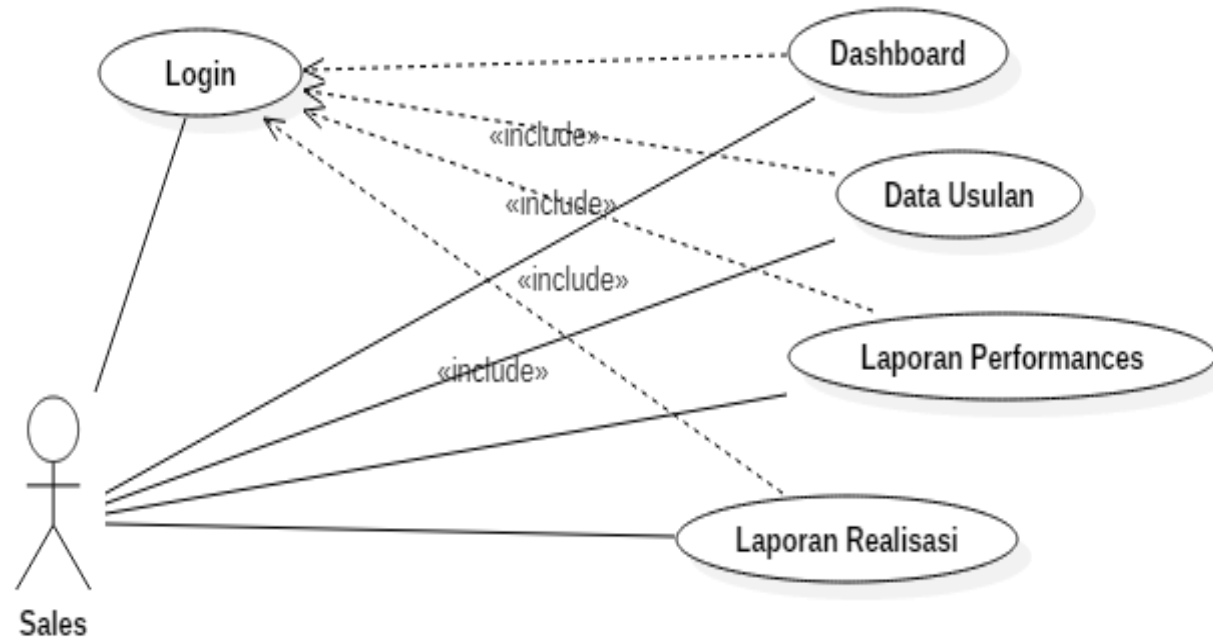 Login
Dashboard
«include»
Data Usulan
«include»
«include»
Laporan Performances
«include»
Laporan Realisasi
Sales